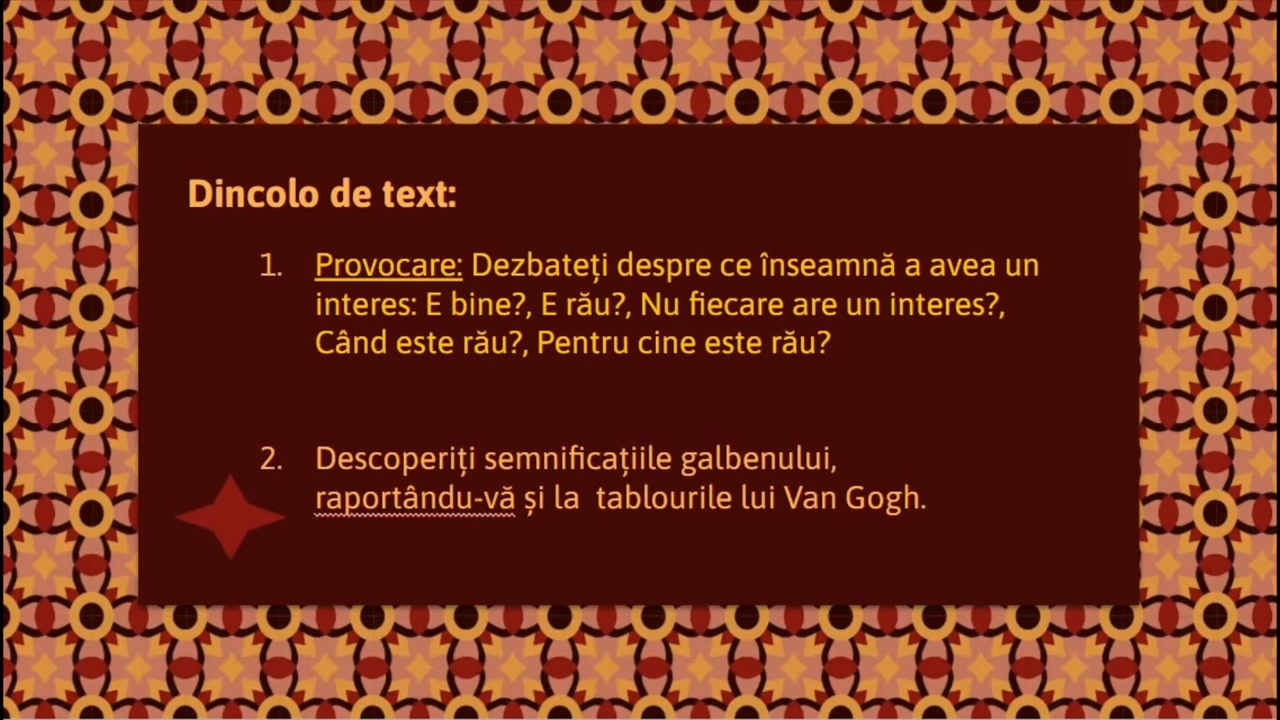 Dincolo de text:
1. Provocare: Dezbateți despre ce înseamnă a avea un
interes: E bine?, E rău?, Nu fiecare are un interes?,
Când este rău?, Pentru cine este rău?
2. Descoperiți semnificațiile galbenului,
raportându-vă și la  tablourile lui Van Gogh.